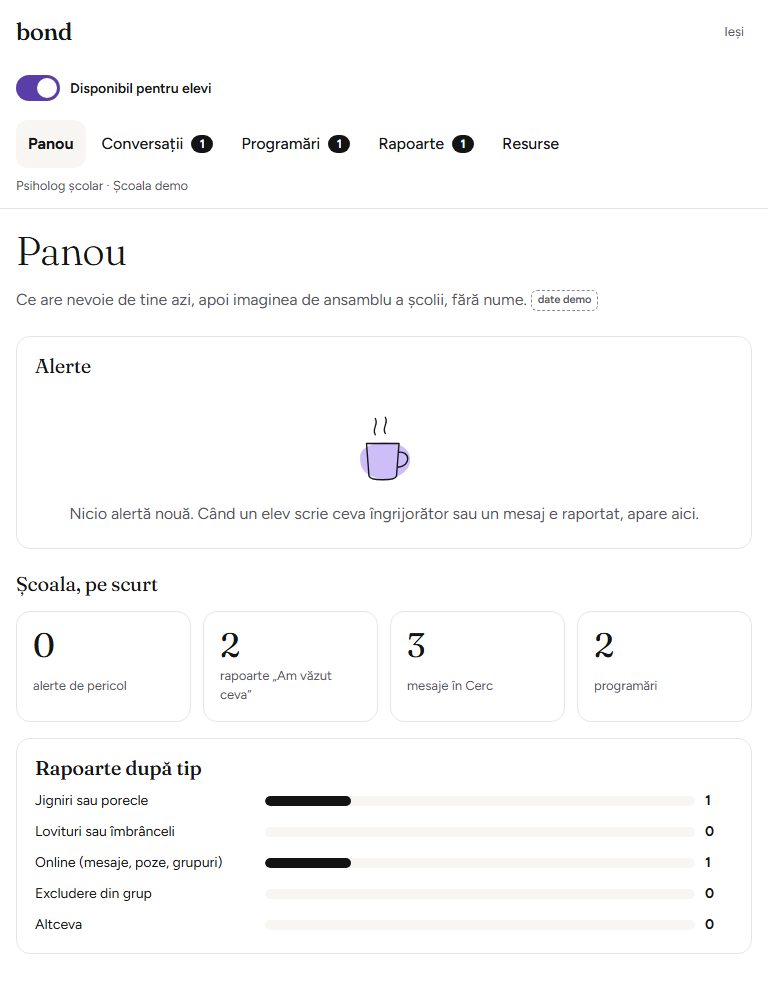 bond
Ieși
Disponibil pentru elevi
Panou
Conversații 1
Programări 1
Rapoarte 1
Resurse
Psiholog școlar · Școala demo
Panou
Ce are nevoie de tine azi, apoi imaginea de ansamblu a școlii, fără nume. date demo
Alerte
Nicio alertă nouă. Când un elev scrie ceva îngrijorător sau un mesaj e raportat, apare aici.
Școala, pe scurt
0
alerte de pericol
2
rapoarte „Am văzut
ceva”
3
mesaje în Cerc
2
programări
Rapoarte după tip
Jigniri sau porecle 1
Lovituri sau îmbrânceli 0
Online (mesaje, poze, grupuri) 1
Excludere din grup 0
Altceva 0